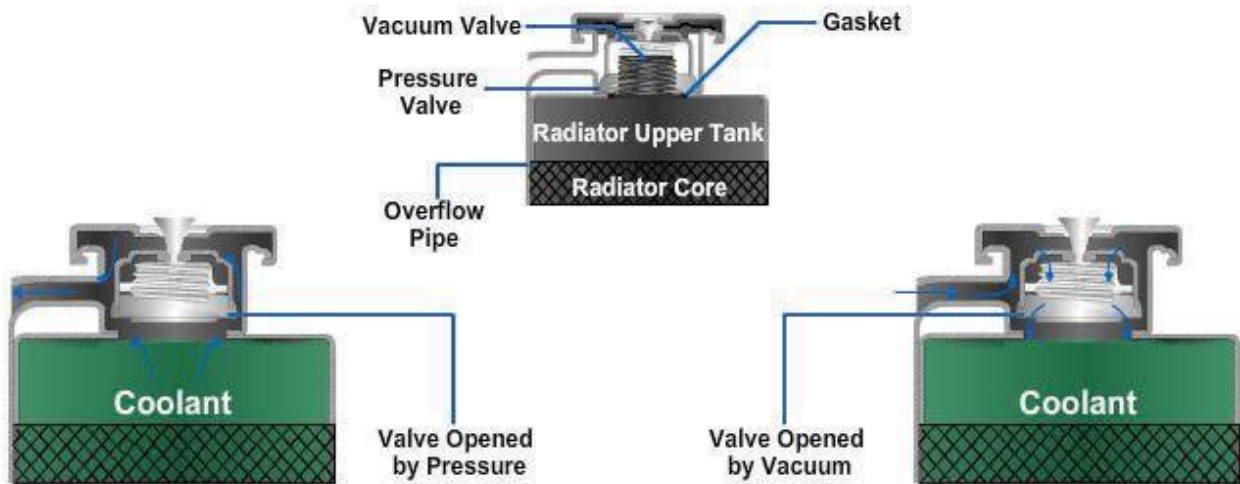 Vacuum Valve
Gasket
Pressure
Valve
Radiator Upper Tank
Radiator Core
Overflow
Pipe
Coolant
Valve Opened
by Pressure
Coolant
Valve Opened
by Vacuum